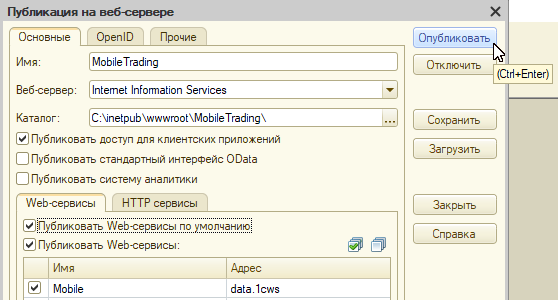 Публикация на веб-сервере
Основные OpenID Прочие
Опубликовать
Имя: MobileTrading
Отключить
(Ctrl+Enter)
Веб-сервер: Internet Information Services
Каталог: C:\inetpub\wwwroot\MobileTrading\ ...
Сохранить
Публиковать доступ для клиентских приложений
Загрузить
Публиковать стандартный интерфейс OData
Публиковать систему аналитики
Web-сервисы HTTP сервисы
Закрыть
Публиковать Web-сервисы по умолчанию
Справка
Публиковать Web-сервисы:
Имя Адрес
Mobile data.1cws